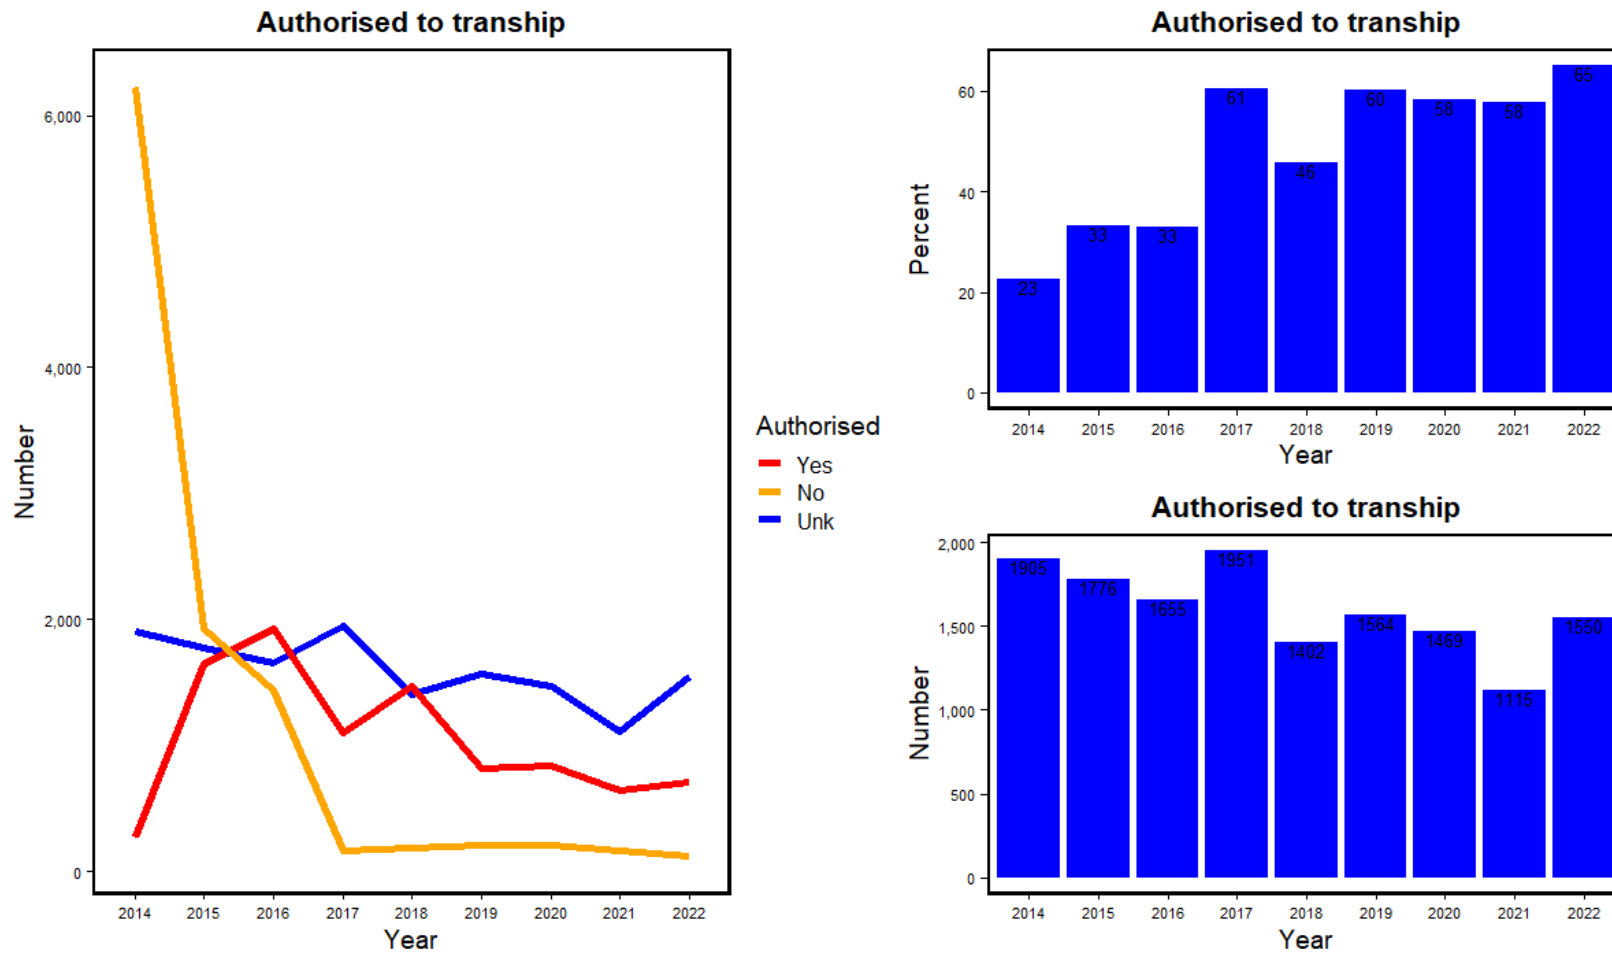 Authorised to tranship
6,000
4,000
2,000
0
Number
2014 2015 2016 2017 2018 2019 2020 2021 2022
Year
Authorised
Yes
No
Unk
Authorised to tranship
60
40
20
0
Percent
23 33 33 61 46 60 58 58 65
2014 2015 2016 2017 2018 2019 2020 2021 2022
Year
Authorised to tranship
2,000
1,500
1,000
500
0
Number
1905 1776 1655 1951 1402 1564 1469 1115 1550
2014 2015 2016 2017 2018 2019 2020 2021 2022
Year